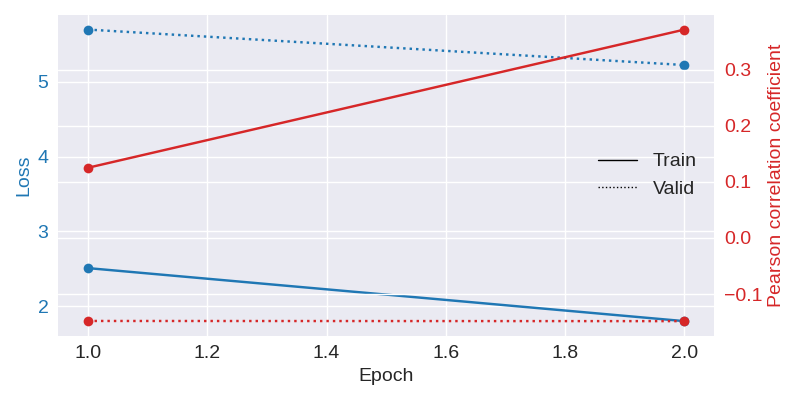 5
4
3
2
Loss
0.3
0.2
0.1
0.0
−0.1
Pearson correlation coefficient
Train
Valid
1.0 1.2 1.4 1.6 1.8 2.0
Epoch